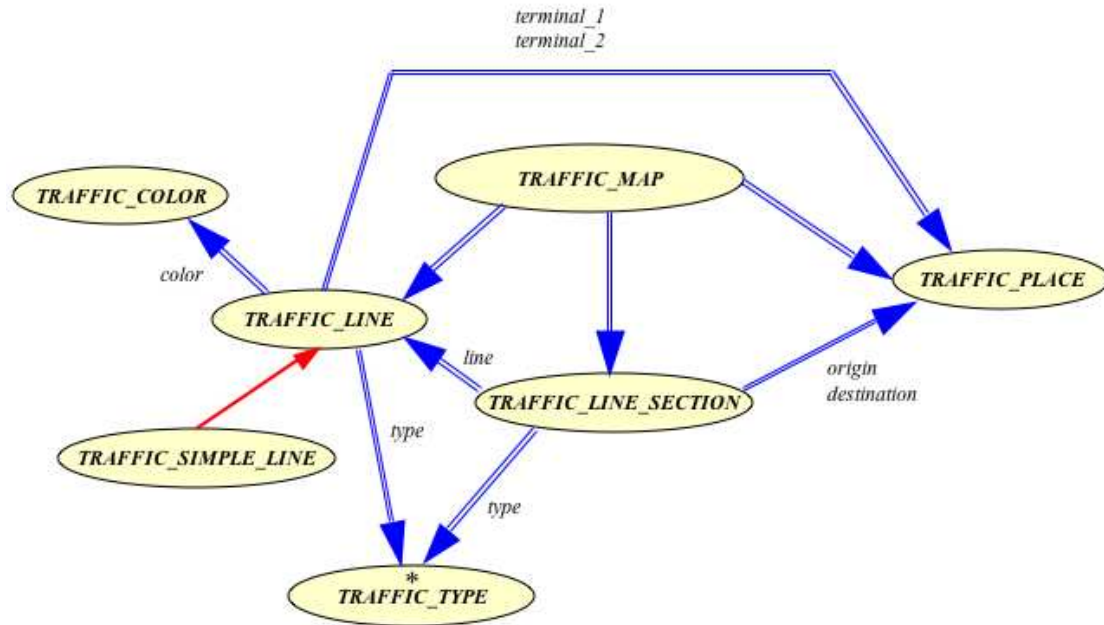 terminal_1
terminal_2
TRAFFIC_MAP
TRAFFIC_COLOR
color
TRAFFIC_PLACE
TRAFFIC_LINE
line
origin
destination
TRAFFIC_LINE_SECTION
type
TRAFFIC_SIMPLE_LINE
type
*
TRAFFIC_TYPE